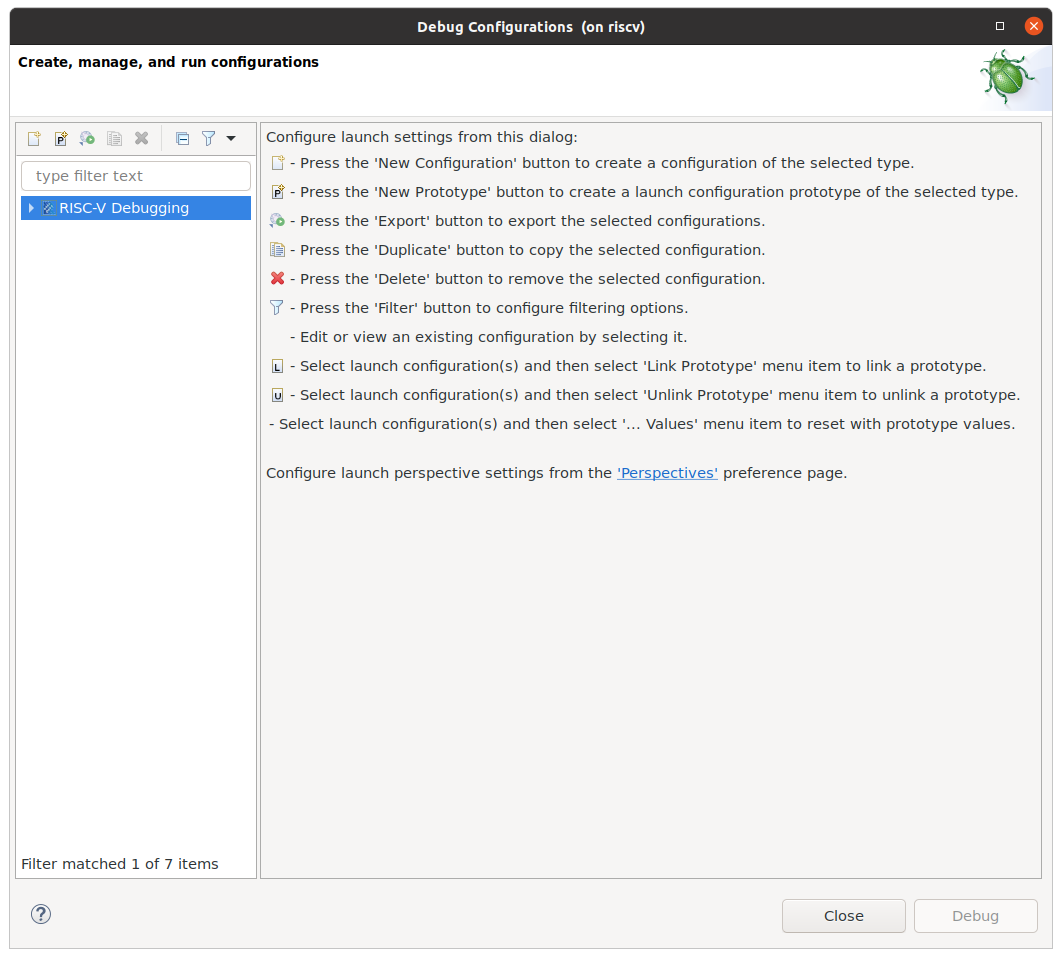 Debug Configurations (on riscv)
Create, manage, and run configurations
type filter text
RISC-V Debugging
Filter matched 1 of 7 items
Configure launch settings from this dialog:
- Press the 'New Configuration' button to create a configuration of the selected type.
P - Press the 'New Prototype' button to create a launch configuration prototype of the selected type.
- Press the 'Export' button to export the selected configurations.
- Press the 'Duplicate' button to copy the selected configuration.
- Press the 'Delete' button to remove the selected configuration.
- Press the 'Filter' button to configure filtering options.
- Edit or view an existing configuration by selecting it.
L - Select launch configuration(s) and then select 'Link Prototype' menu item to link a prototype.
U - Select launch configuration(s) and then select 'Unlink Prototype' menu item to unlink a prototype.
- Select launch configuration(s) and then select '... Values' menu item to reset with prototype values.
Configure launch perspective settings from the 'Perspectives' preference page.
?
Close
Debug